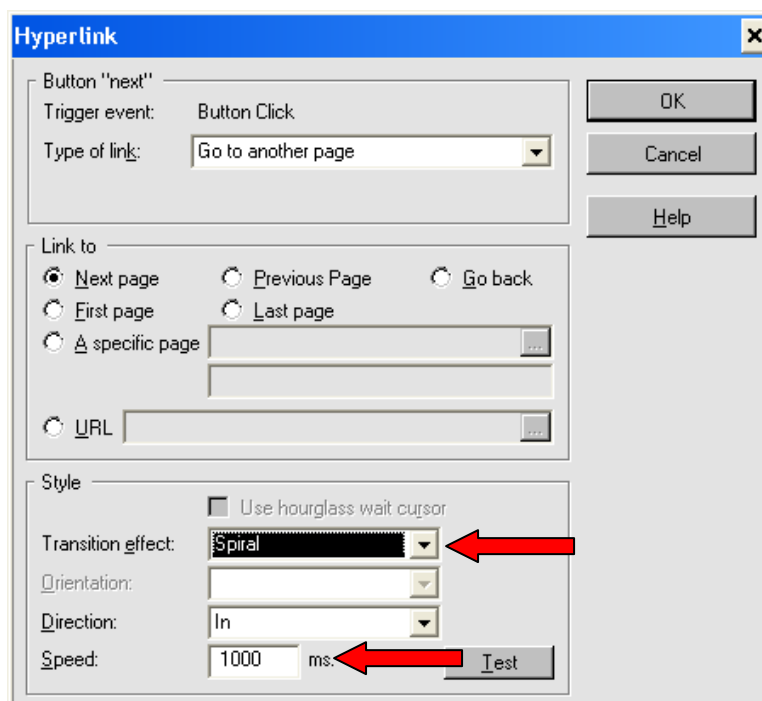 Hyperlink
Button "next"
Trigger event: Button Click
Type of link: Go to another page
OK
Cancel
Help
Link to
Next page Previous Page Go back
First page Last page
A specific page ...
URL ...
Style
Use hourglass wait cursor
Transition effect: Spiral
Orientation:
Direction: In
Speed: 1000 ms. Test